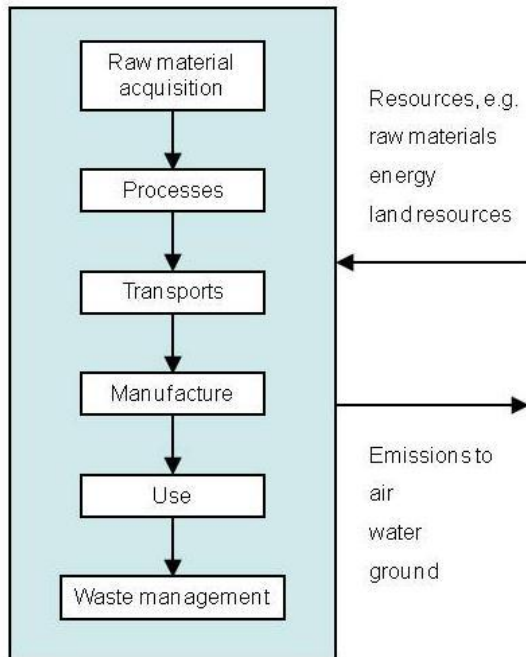 Raw material
acquisition
Processes
Transports
Manufacture
Use
Waste management
Resources, e.g.
raw materials
energy
land resources
Emissions to
air
water
ground